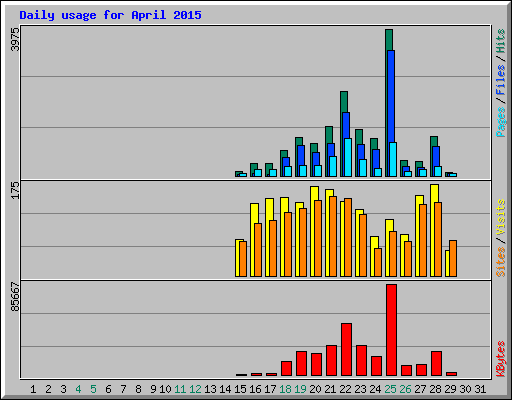 Daily usage for April 2015
3975
Pages / Files / Hits
175
Sites / Visits
85667
KBytes
1 2 3 4 5 6 7 8 9 10 11 12 13 14 15 16 17 18 19 20 21 22 23 24 25 26 27 28 29 30 31